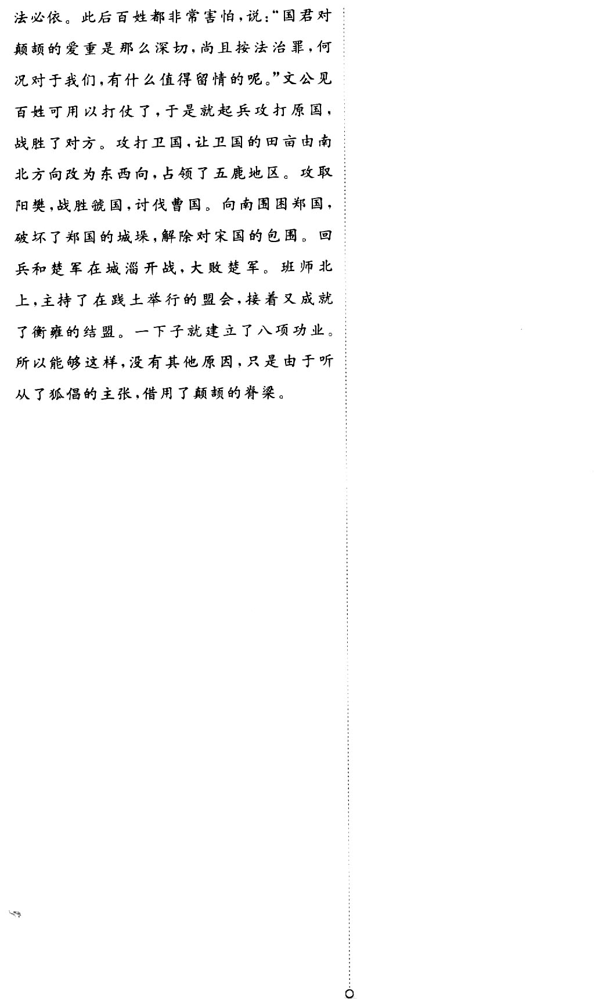 法必依。此后百姓都非常害怕,说:“国君对
颠颉的爱重是那么深切,尚且按法治罪,何
况对于我们,有什么值得留情的呢。”文公见
百姓可用以打仗了,于是就起兵攻打原国,
战胜了对方。攻打卫国,让卫国的田亩由南
北方向改为东西向,占领了五鹿地区。攻取
阳樊,战胜虢国,讨伐曹国。向南围困郑国,
破坏了郑国的城垛,解除对宋国的包围。回
兵和楚军在城淄开战,大败楚军。班师北
上,主持了在践土举行的盟会,接着又成就
了衡雍的结盟。一下子就建立了八项功业。
所以能够这样,没有其他原因,只是由于听
从了狐偃的主张,借用了颠颉的脊梁。